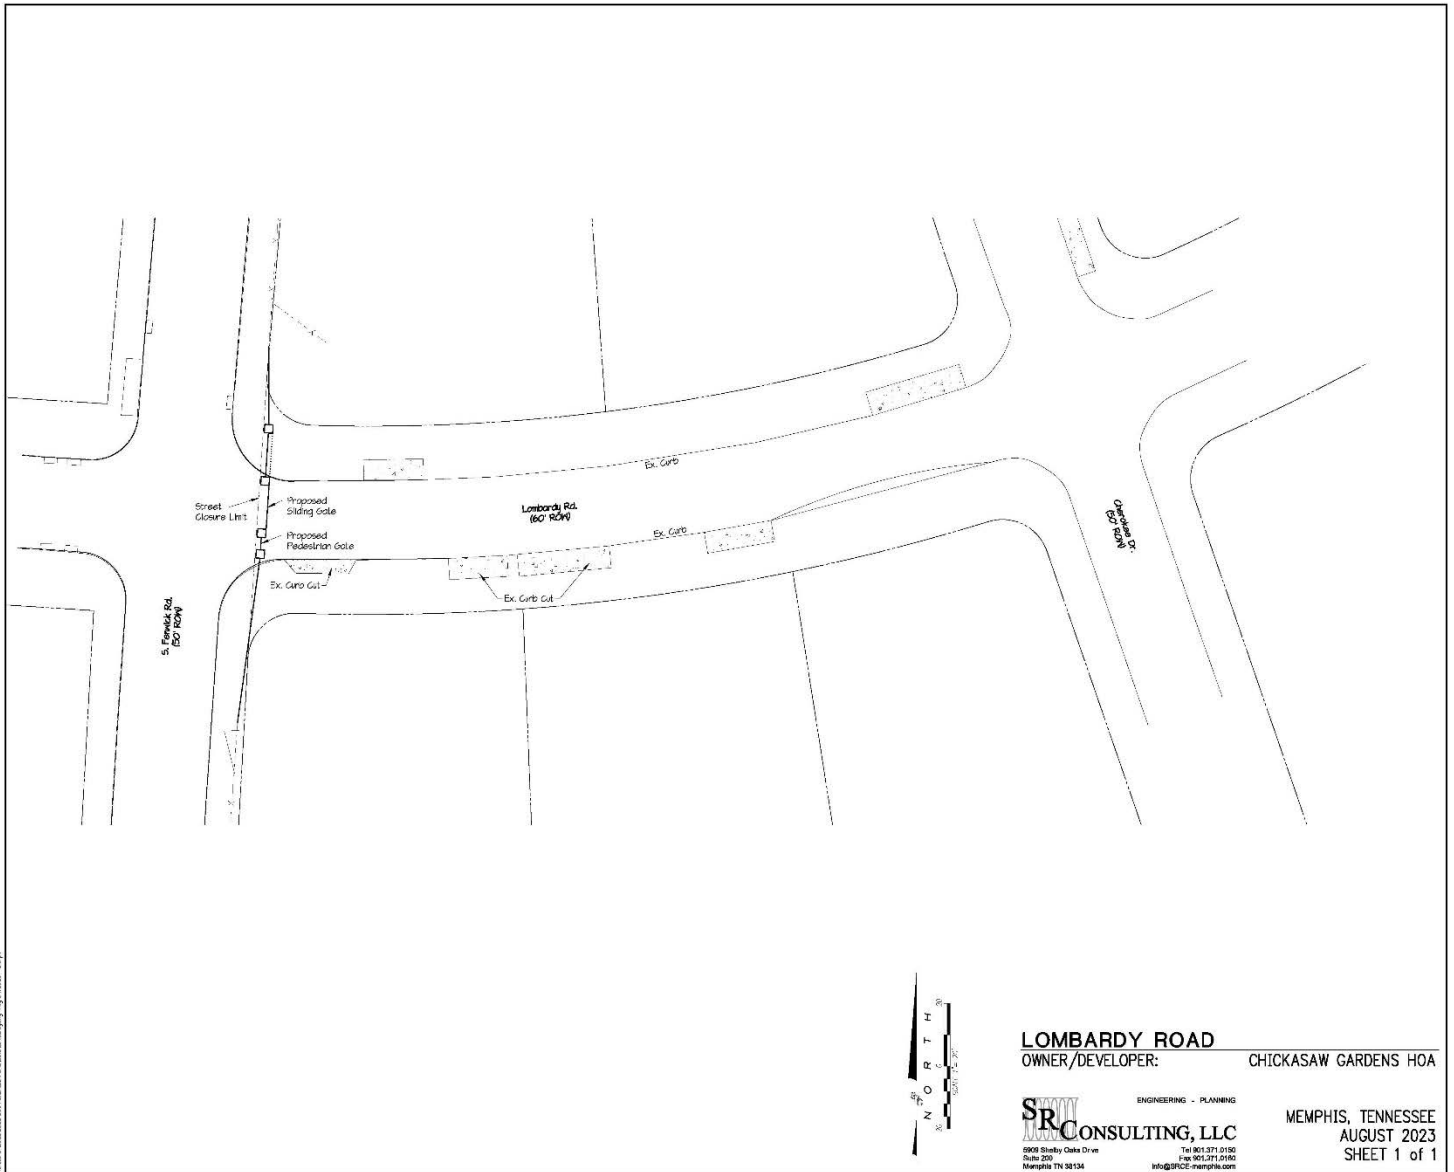 Street
Closure Limit
Proposed
Sliding Gate
Proposed
Pedestrian Gate
Lombardy Rd.
(60' ROW)
Ex. Curb
Ex. Curb
Ex. Curb Cut
Ex. Curb Cut
S. Fenwick Rd.
(50' ROW)
Cherokee Dr.
(50' ROW)
NORTH
LOMBARDY ROAD
OWNER/DEVELOPER: CHICKASAW GARDENS HOA
ENGINEERING - PLANNING
SR CONSULTING, LLC
5909 Shelby Oaks Drive Tel 901.371.0150
Suite 200 Fax 901.371.0160
Memphis TN 38134 info@SRCE-memphis.com
MEMPHIS, TENNESSEE
AUGUST 2023
SHEET 1 of 1